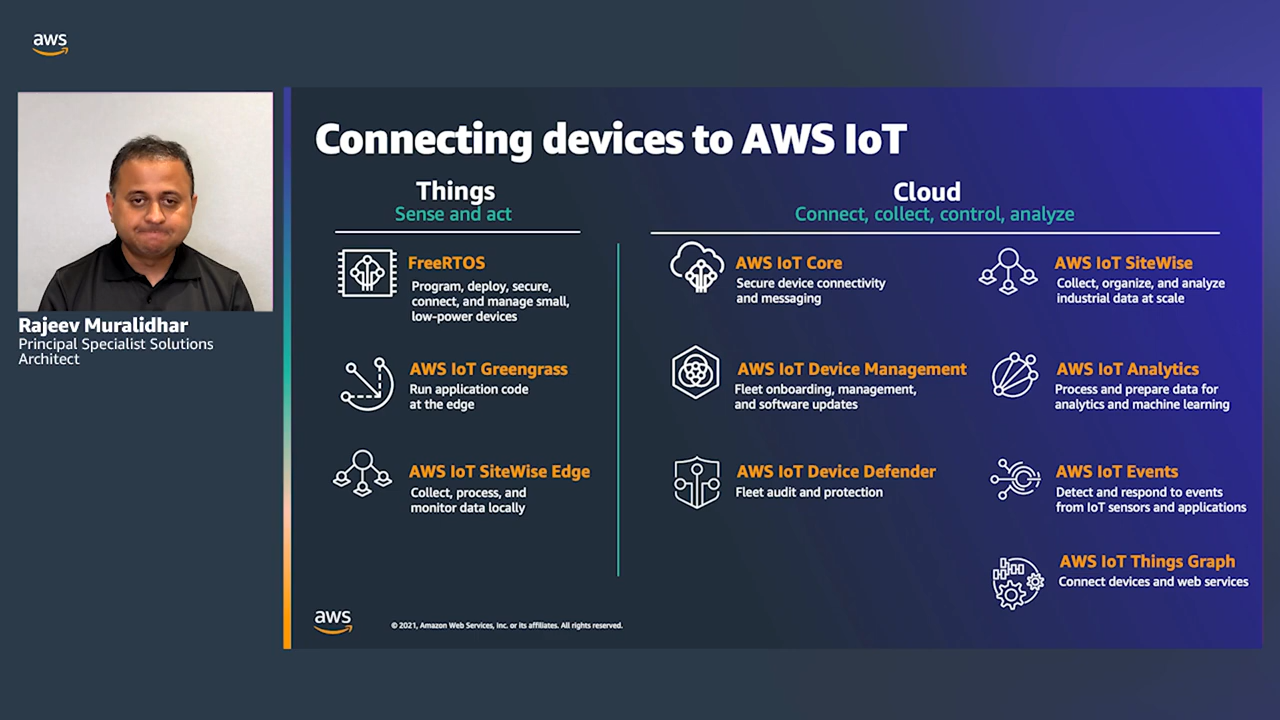 aws
Rajeev Muralidhar
Principal Specialist Solutions
Architect
Connecting devices to AWS IoT
Things
Sense and act
FreeRTOS
Program, deploy, secure,
connect, and manage small,
low-power devices
AWS IoT Greengrass
Run application code
at the edge
AWS IoT SiteWise Edge
Collect, process, and
monitor data locally
Cloud
Connect, collect, control, analyze
AWS IoT Core
Secure device connectivity
and messaging
AWS IoT Device Management
Fleet onboarding, management,
and software updates
AWS IoT Device Defender
Fleet audit and protection
AWS IoT SiteWise
Collect, organize, and analyze
industrial data at scale
AWS IoT Analytics
Process and prepare data for
analytics and machine learning
AWS IoT Events
Detect and respond to events
from IoT sensors and applications
AWS IoT Things Graph
Connect devices and web services
aws
© 2021, Amazon Web Services, Inc. or its affiliates. All rights reserved.